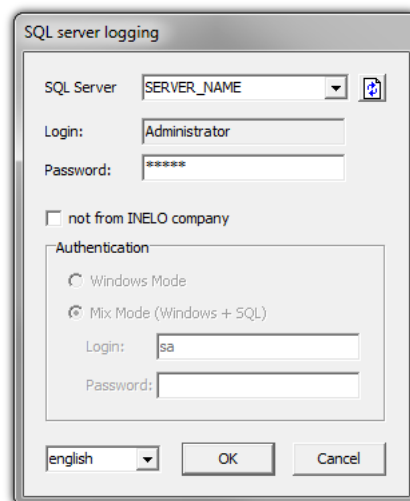 SQL server logging
SQL Server SERVER_NAME
Login: Administrator
Password: *****
not from INELO company
Authentication
Windows Mode
Mix Mode (Windows + SQL)
Login: sa
Password:
english OK Cancel